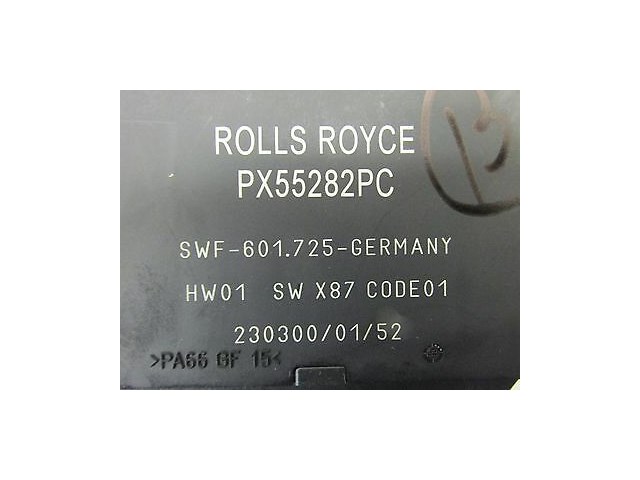 ROLLS ROYCE
PX55282PC
SWF-601.725-GERMANY
HW01 SW X87 CODE01
230300/01/52
>PA66 GF 15<